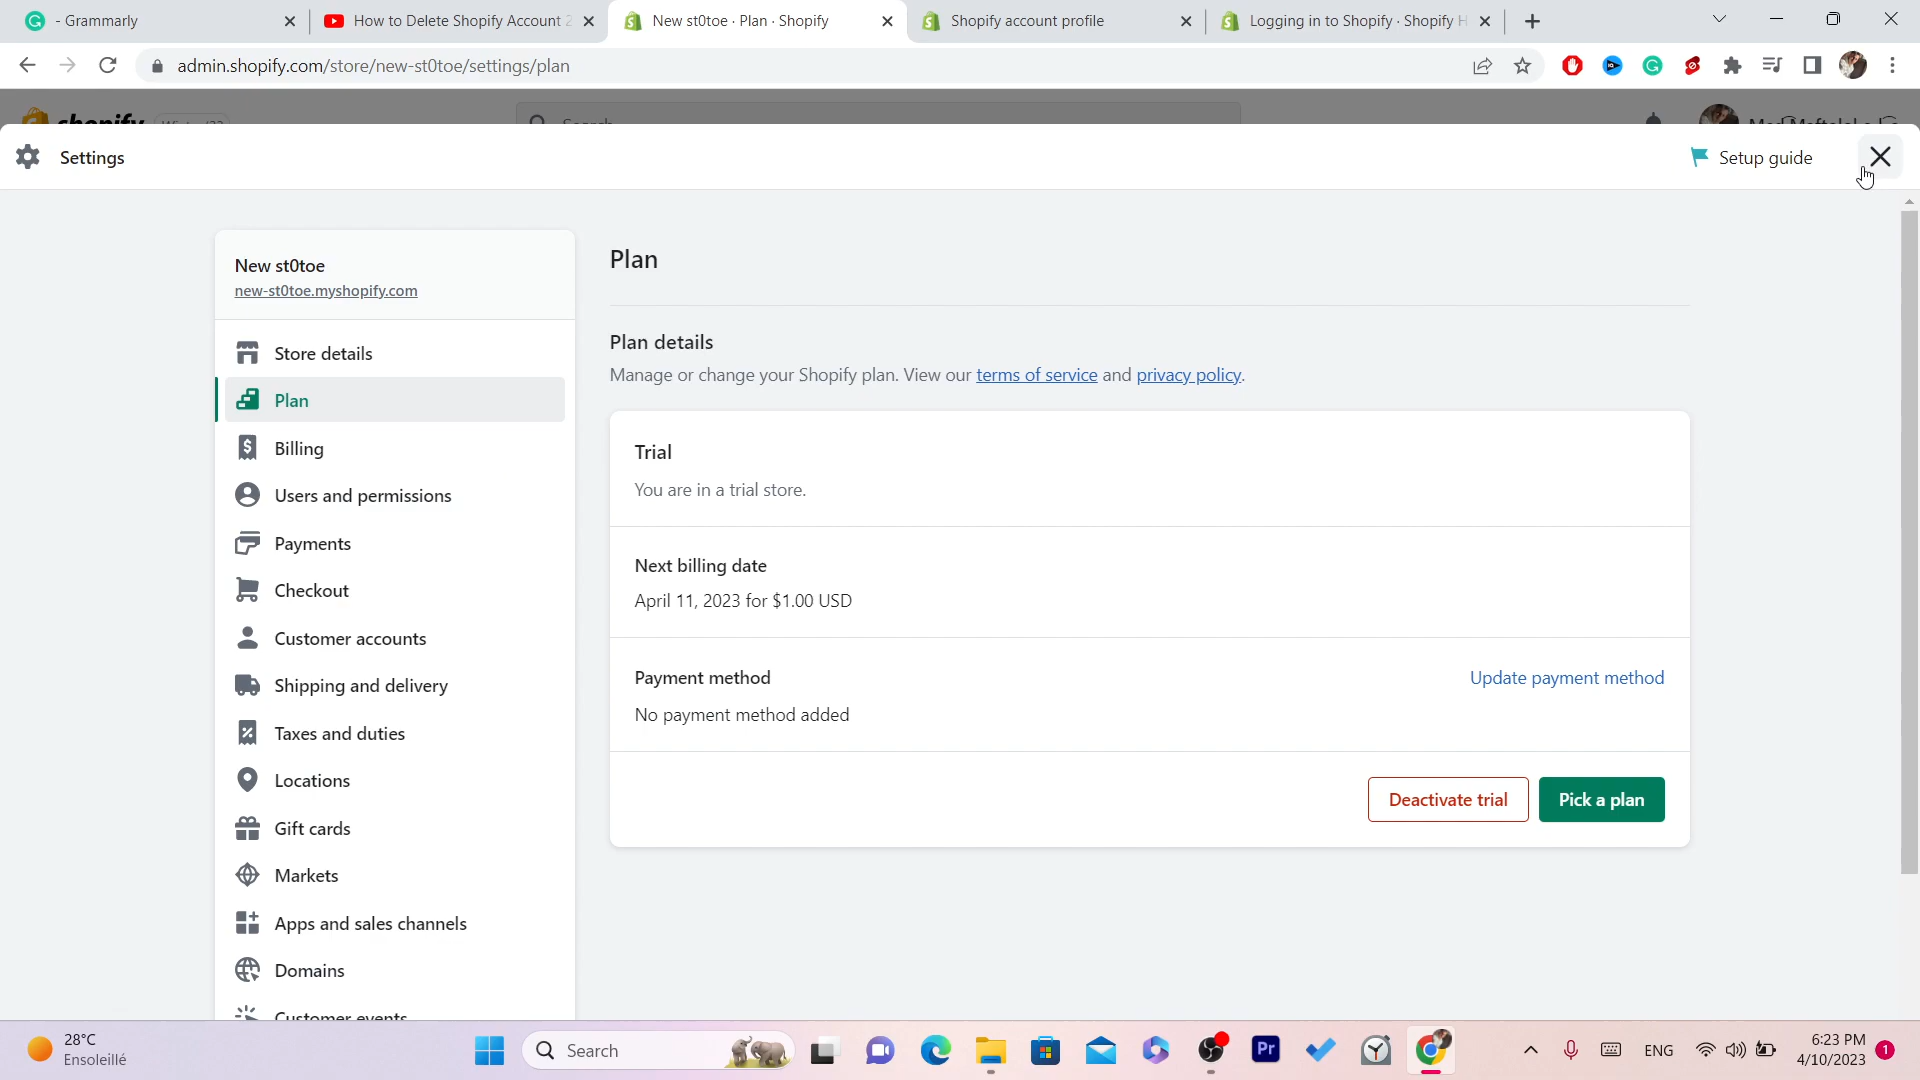 - Grammarly
How to Delete Shopify Account 2
New st0toe · Plan · Shopify
Shopify account profile
Logging in to Shopify · Shopify H
admin.shopify.com/store/new-st0toe/settings/plan
shopify
Search
Settings
Setup guide
New st0toe
new-st0toe.myshopify.com
Store details
Plan
Billing
Users and permissions
Payments
Checkout
Customer accounts
Shipping and delivery
Taxes and duties
Locations
Gift cards
Markets
Apps and sales channels
Domains
Customer events
Plan
Plan details
Manage or change your Shopify plan. View our terms of service and privacy policy.
Trial
You are in a trial store.
Next billing date
April 11, 2023 for $1.00 USD
Payment method
Update payment method
No payment method added
Deactivate trial
Pick a plan
28°C
Ensoleillé
Search
Pr
ENG
6:23 PM
4/10/2023
1